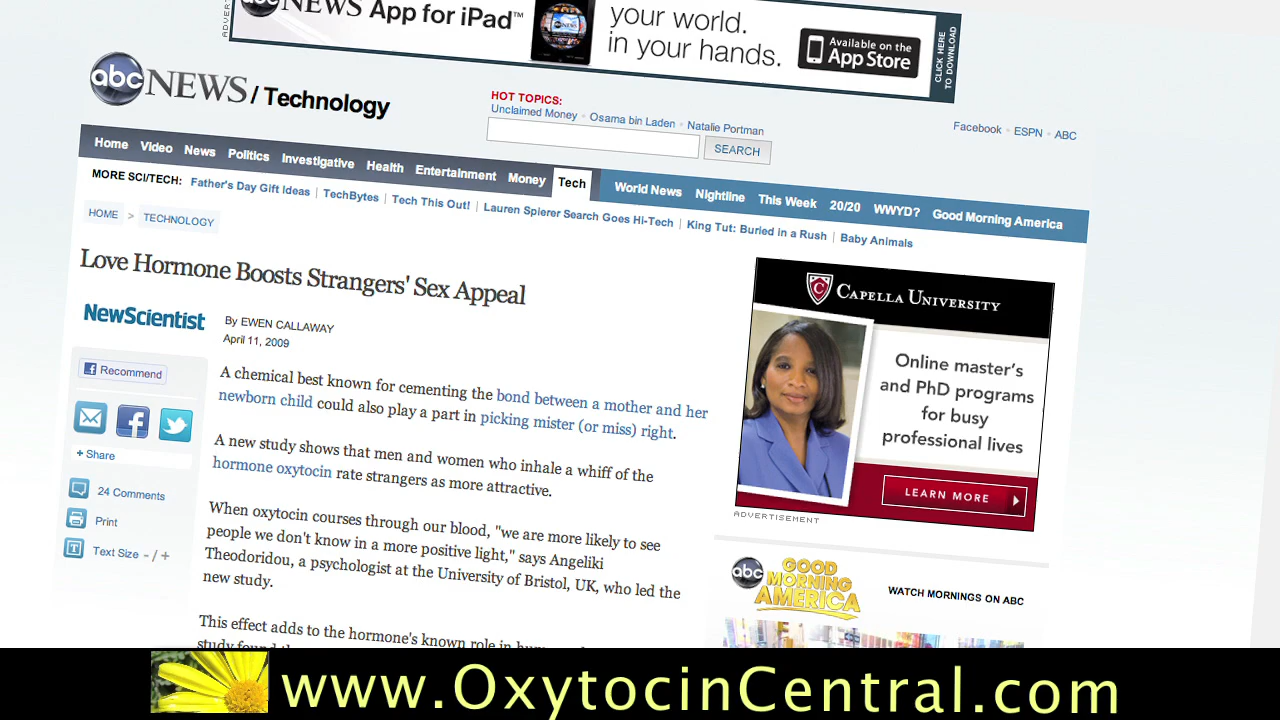 abc NEWS App for iPad™
your world.
in your hands.
Available on the
App Store
CLICK HERE
TO DOWNLOAD
abc NEWS / Technology
HOT TOPICS:
Unclaimed Money • Osama bin Laden • Natalie Portman
SEARCH
Facebook • ESPN • ABC
Home Video News Politics Investigative Health Entertainment Money Tech World News Nightline This Week 20/20 WWYD? Good Morning America
MORE SCI/TECH: Father's Day Gift Ideas | TechBytes | Tech This Out! | Lauren Spierer Search Goes Hi-Tech | King Tut: Buried in a Rush | Baby Animals
HOME > TECHNOLOGY
Love Hormone Boosts Strangers' Sex Appeal
NewScientist
By EWEN CALLAWAY
April 11, 2009
Recommend
+ Share
24 Comments
Print
Text Size - / +
A chemical best known for cementing the bond between a mother and her
newborn child could also play a part in picking mister (or miss) right.
A new study shows that men and women who inhale a whiff of the
hormone oxytocin rate strangers as more attractive.
When oxytocin courses through our blood, "we are more likely to see
people we don't know in a more positive light," says Angeliki
Theodoridou, a psychologist at the University of Bristol, UK, who led the
new study.
This effect adds to the hormone's known role in
study found
CAPELLA UNIVERSITY
Online master's
and PhD programs
for busy
professional lives
LEARN MORE
ADVERTISEMENT
abc GOOD
MORNING
AMERICA
WATCH MORNINGS ON ABC
www.OxytocinCentral.com